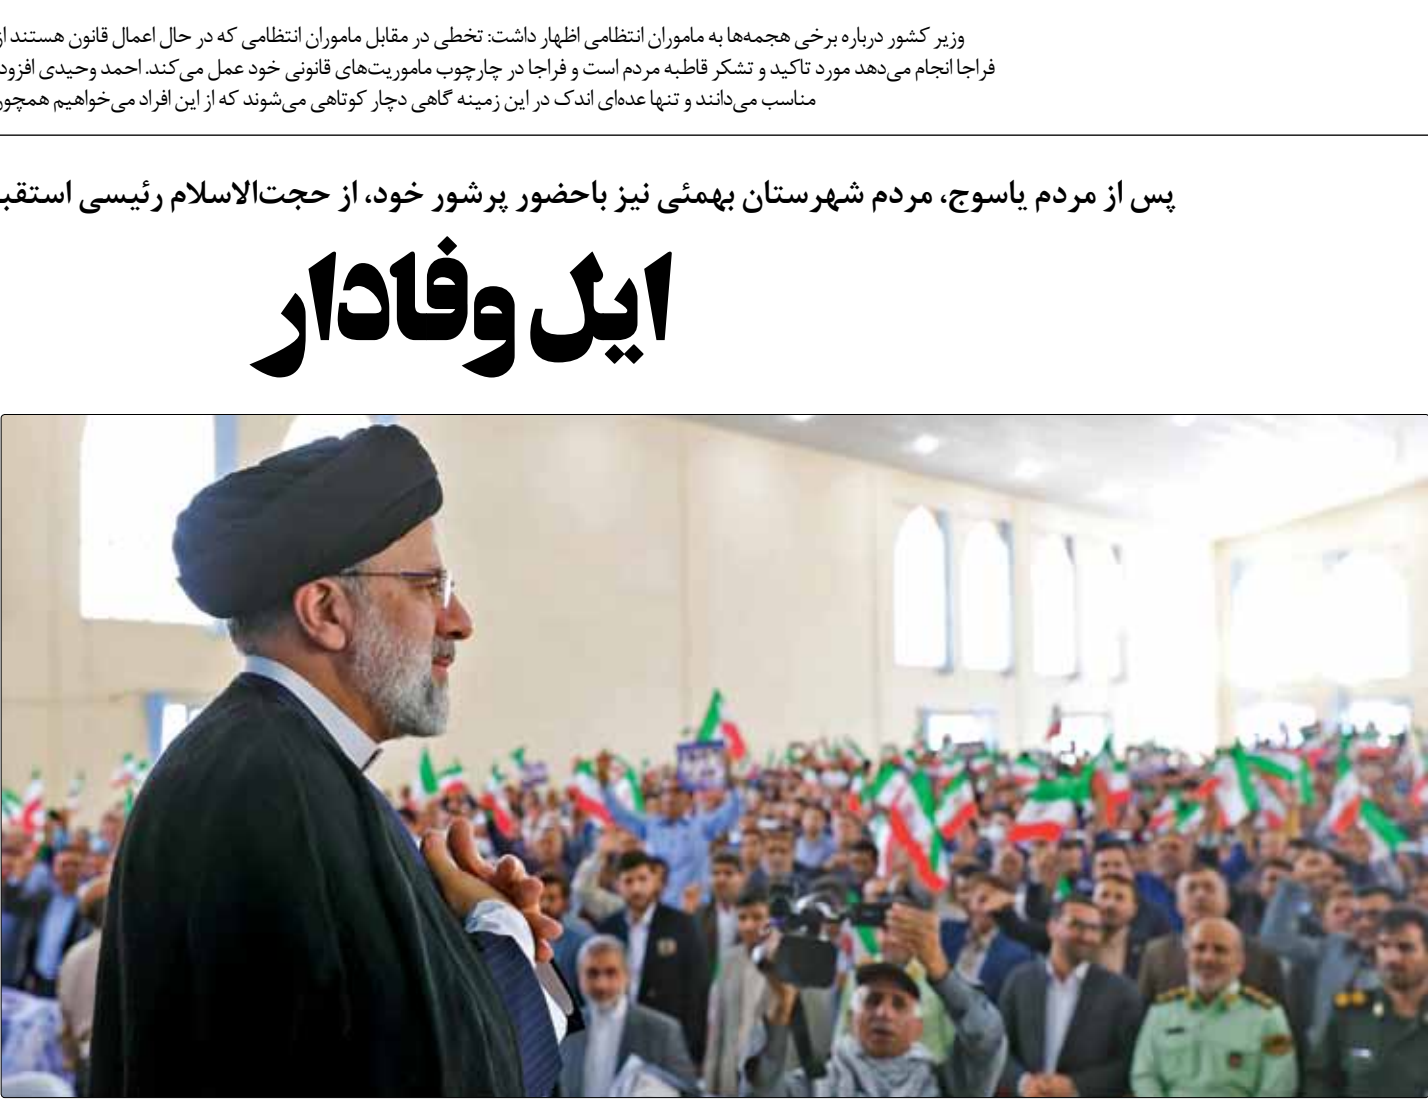 وزیر کشور درباره برخی هجمه‌ها به ماموران انتظامی اظهار داشت: تخطی در مقابل ماموران انتظامی که در حال اعمال قانون هستند از
فراجا انجام می‌دهد مورد تاکید و تشکر قاطبه مردم است و فراجا در چارچوب ماموریت‌های قانونی خود عمل می‌کند. احمد وحیدی افزود
مناسب می‌دانند و تنها عده‌ای اندک در این زمینه گاهی دچار کوتاهی می‌شوند که از این افراد می‌خواهیم همچون
پس از مردم یاسوج، مردم شهرستان بهمئی نیز باحضور پرشور خود، از حجت‌الاسلام رئیسی
ایل وفادار